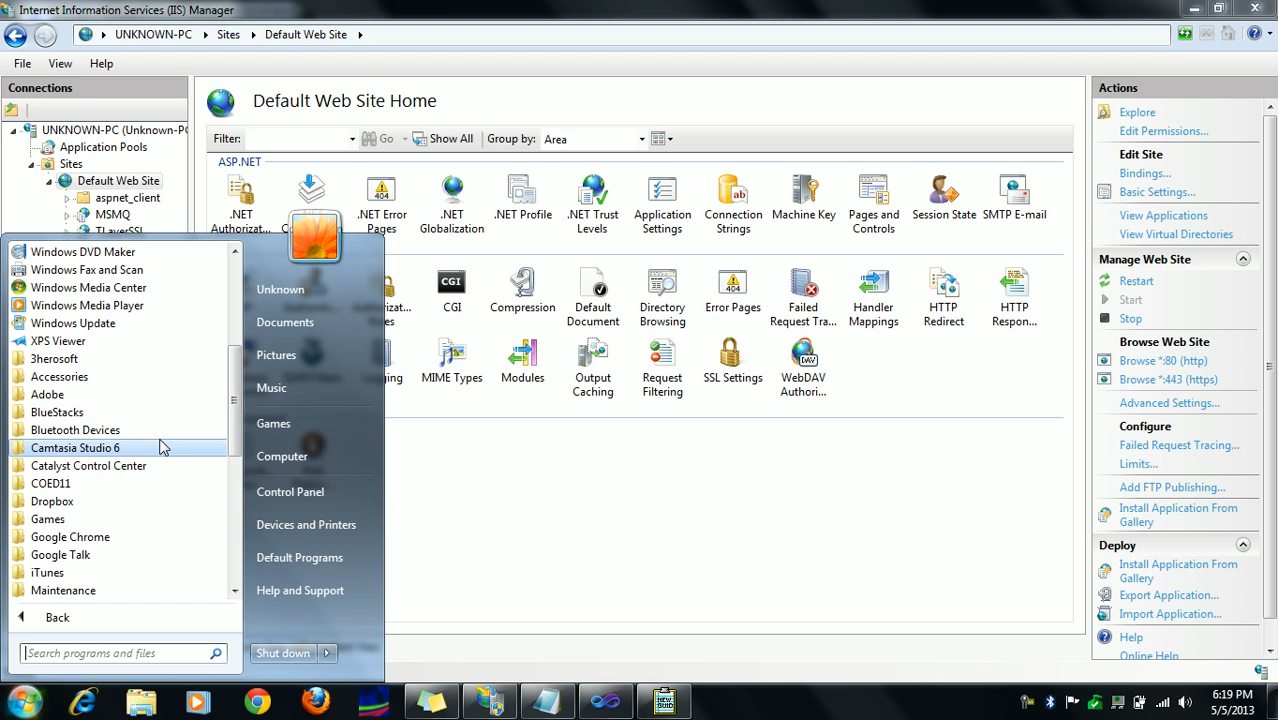 Internet Information Services (IIS) Manager
UNKNOWN-PC Sites Default Web Site
File View Help
Connections
UNKNOWN-PC (Unknown-PC
Application Pools
Sites
Default Web Site
aspnet_client
MSMQ
TLayerSSL
Default Web Site Home
Filter: Go Show All Group by: Area
ASP.NET
.NET Authorizat...
.NET Error Pages
.NET Globalization
.NET Profile
.NET Trust Levels
Application Settings
Connection Strings
Machine Key
Pages and Controls
Session State
SMTP E-mail
Authorizat... Pages
CGI
Compression
Default Document
Directory Browsing
Error Pages
Failed Request Tra...
Handler Mappings
HTTP Redirect
HTTP Respon...
MIME Types
Modules
Output Caching
Request Filtering
SSL Settings
WebDAV Authori...
Actions
Explore
Edit Permissions...
Edit Site
Bindings...
Basic Settings...
View Applications
View Virtual Directories
Manage Web Site
Restart
Start
Stop
Browse Web Site
Browse *:80 (http)
Browse *:443 (https)
Advanced Settings...
Configure
Failed Request Tracing...
Limits...
Add FTP Publishing...
Install Application From
Gallery
Deploy
Install Application From
Gallery
Export Application...
Import Application...
Help
Online Help
Windows DVD Maker
Windows Fax and Scan
Windows Media Center
Windows Media Player
Windows Update
XPS Viewer
3herosoft
Accessories
Adobe
BlueStacks
Bluetooth Devices
Camtasia Studio 6
Catalyst Control Center
COED11
Dropbox
Games
Google Chrome
Google Talk
iTunes
Maintenance
Back
Search programs and files
Unknown
Documents
Pictures
Music
Games
Computer
Control Panel
Devices and Printers
Default Programs
Help and Support
Shut down
6:19 PM
5/5/2013